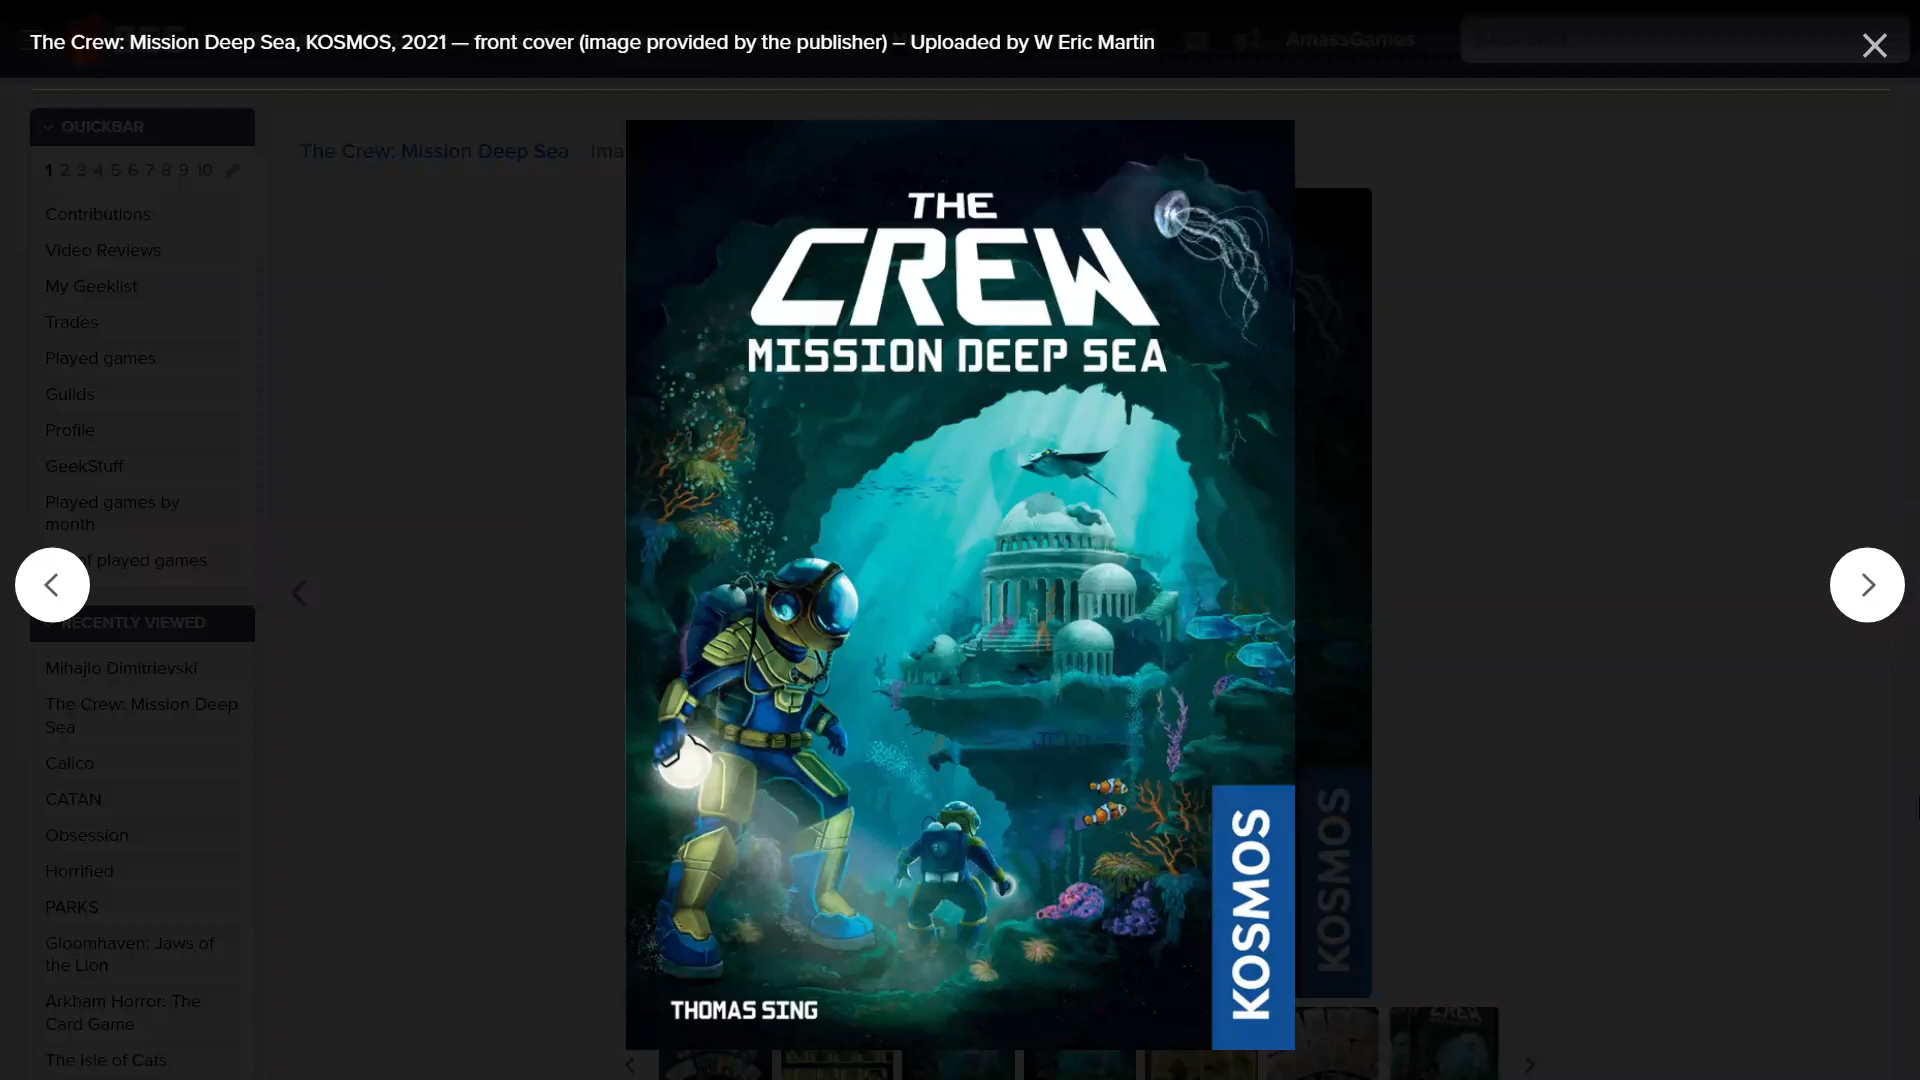 The Crew: Mission Deep Sea, KOSMOS, 2021 — front cover (image provided by the publisher) – Uploaded by W Eric Martin
AmassGames
QUICKBAR
1 2 3 4 5 6 7 8 9 10
Contributions
Video Reviews
My Geeklist
Trades
Played games
Guilds
Profile
GeekStuff
Played games by
month
of played games
RECENTLY VIEWED
Mihajlo Dimitrievski
The Crew: Mission Deep
Sea
Calico
CATAN
Obsession
Horrified
PARKS
Gloomhaven: Jaws of
the Lion
Arkham Horror: The
Card Game
The Isle of Cats
The Crew: Mission Deep Sea Ima
THE
CREW
MISSION DEEP SEA
THOMAS SING
KOSMOS
KOSMOS
CREW